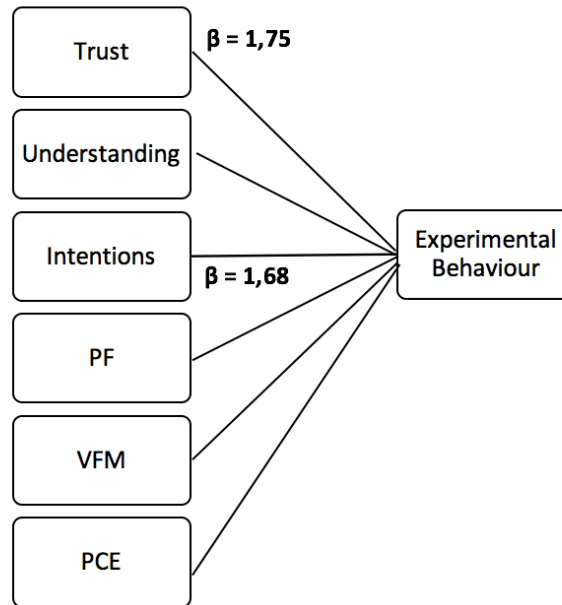 Trust
β = 1,75
Understanding
Intentions
β = 1,68
Experimental
Behaviour
PF
VFM
PCE